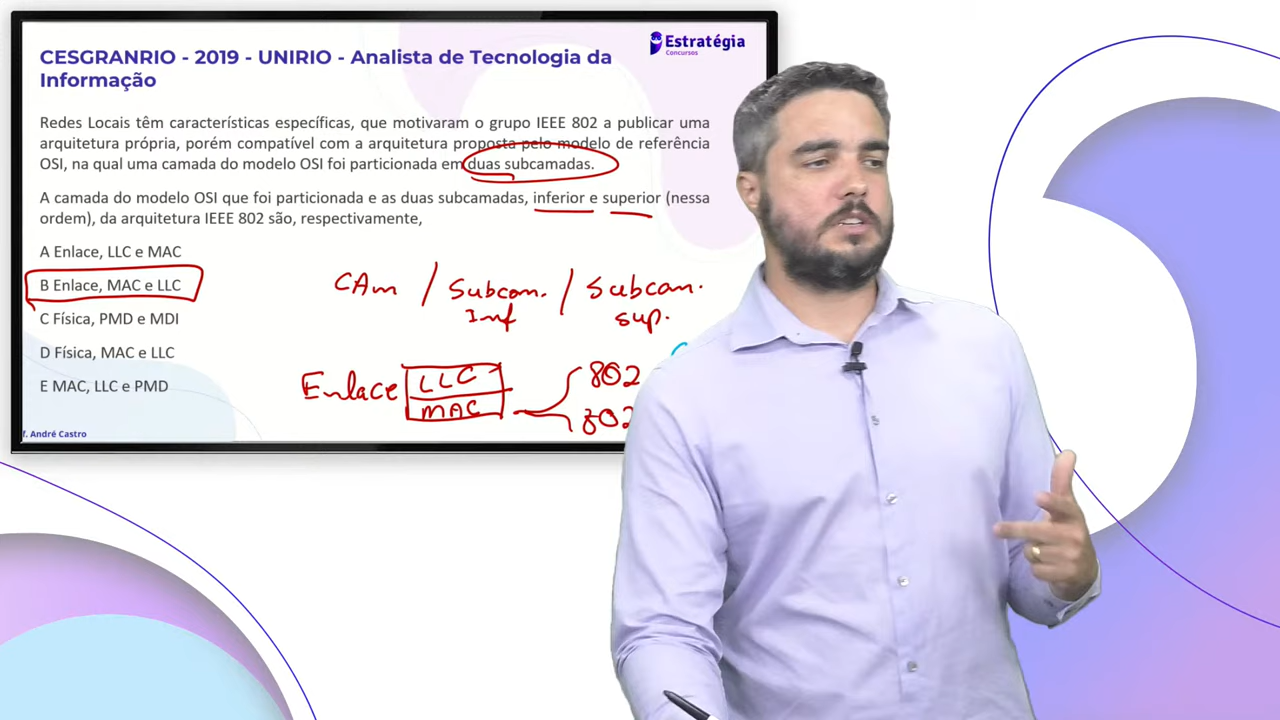 CESGRANRIO - 2019 - UNIRIO - Analista de Tecnologia da
Informação
Estratégia
Concursos
Redes Locais têm características específicas, que motivaram o grupo IEEE 802 a publicar uma
arquitetura própria, porém compatível com a arquitetura proposta pelo modelo de referência
OSI, na qual uma camada do modelo OSI foi particionada em duas subcamadas.
A camada do modelo OSI que foi particionada e as duas subcamadas, inferior e superior (nessa
ordem), da arquitetura IEEE 802 são, respectivamente,
A Enlace, LLC e MAC
B Enlace, MAC e LLC
C Física, PMD e MDI
D Física, MAC e LLC
E MAC, LLC e PMD
CAm / Subcam. / Subcam.
Inf sup.
Enlace LLC 802
MAC 802
f. André Castro